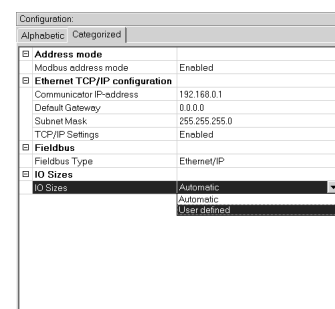 Configuration:
Alphabetic Categorized
Address mode
Modbus address mode Enabled
Ethernet TCP/IP configuration
Communicator IP-address 192.168.0.1
Default Gateway 0.0.0.0
Subnet Mask 255.255.255.0
TCP/IP Settings Enabled
Fieldbus
Fieldbus Type Ethernet/IP
IO Sizes
IO Sizes Automatic
Automatic
User defined